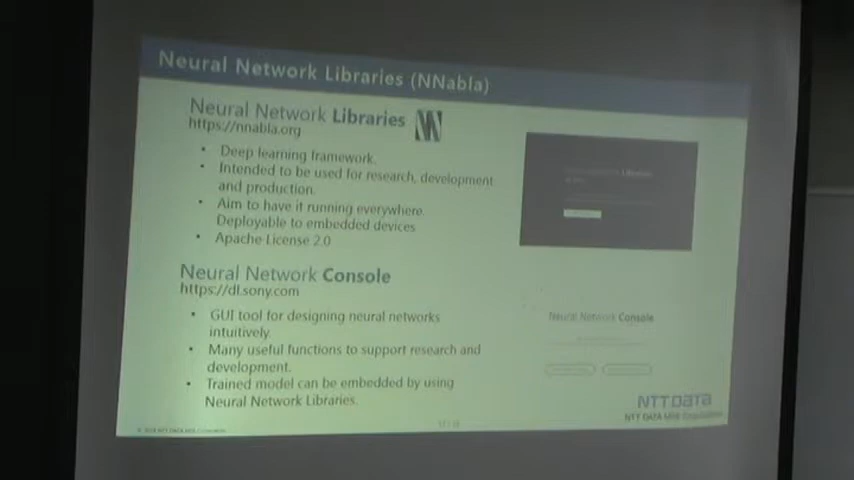 Neural Network Libraries (NNabla)
Neural Network Libraries
https://nnabla.org
• Deep learning framework.
• Intended to be used for research, development
and production.
• Aim to have it running everywhere.
Deployable to embedded devices
• Apache License 2.0
Neural Network Console
https://dl.sony.com
• GUI tool for designing neural networks
intuitively.
• Many useful functions to support research and
development.
• Trained model can be embedded by using
Neural Network Libraries.
Neural Network Console
NTT DATA
NTT DATA